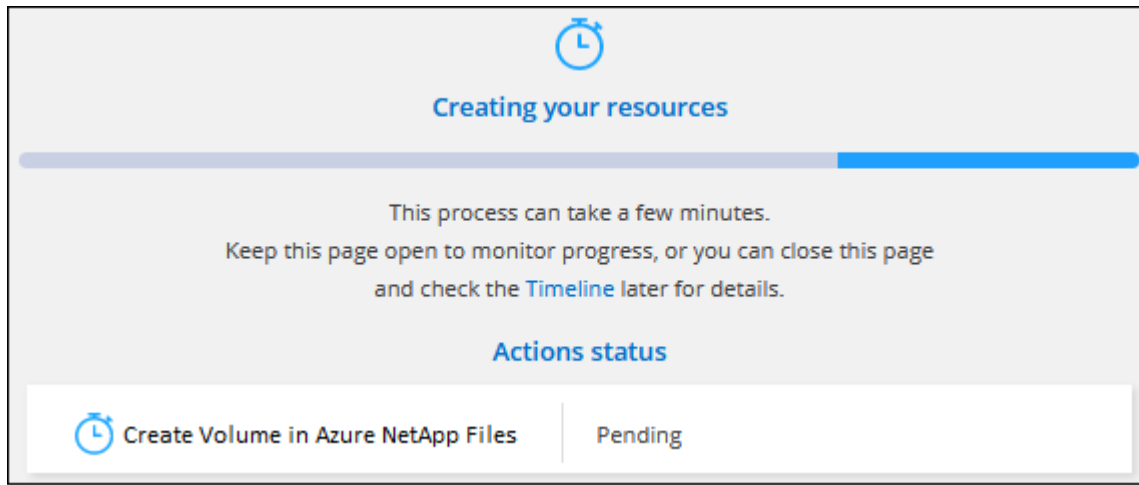 Creating your resources
This process can take a few minutes.
Keep this page open to monitor progress, or you can close this page
and check the Timeline later for details.
Actions status
Create Volume in Azure NetApp Files
Pending